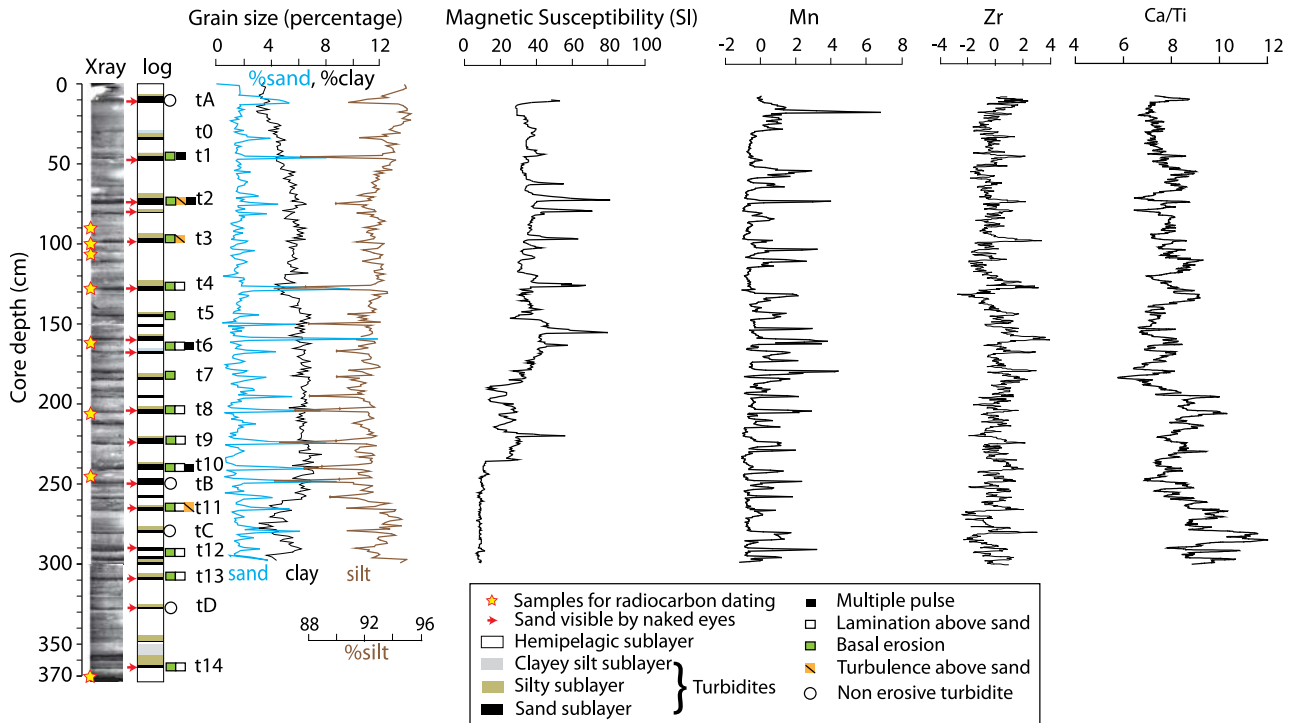 Grain size (percentage)
Magnetic Susceptibility (SI)
Mn
Zr
Ca/Ti
0 4 8 12
0 20 40 60 80 100
-2 0 2 4 6 8
-4 -2 0 2 4
4 6 8 10 12
Xray log
%sand, %clay
Core depth (cm)
0
50
100
150
200
250
300
350
370
tA
t0
t1
t2
t3
t4
t5
t6
t7
t8
t9
t10
tB
t11
tC
t12
t13
tD
t14
sand clay silt
88 92 96
%silt
Samples for radiocarbon dating
Sand visible by naked eyes
Hemipelagic sublayer
Clayey silt sublayer
Silty sublayer
Sand sublayer
Turbidites
Multiple pulse
Lamination above sand
Basal erosion
Turbulence above sand
Non erosive turbidite